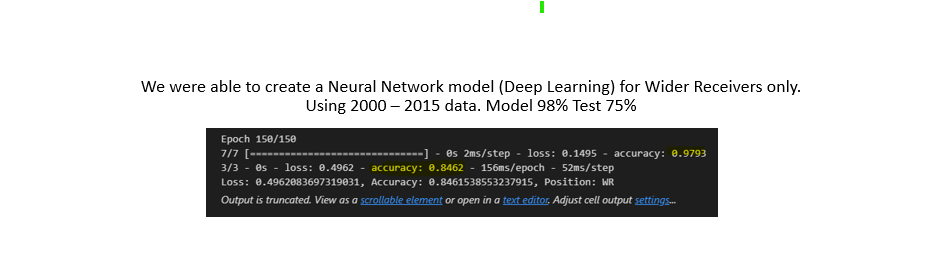 We were able to create a Neural Network model (Deep Learning) for Wider Receivers only.
Using 2000 – 2015 data. Model 98% Test 75%
Epoch 150/150
7/7 [==============================] - 0s 2ms/step - loss: 0.1495 - accuracy: 0.9793
3/3 - 0s - loss: 0.4962 - accuracy: 0.8462 - 156ms/epoch - 52ms/step
Loss: 0.4962083697319031, Accuracy: 0.8461538553237915, Position: WR
Output is truncated. View as a scrollable element or open in a text editor. Adjust cell output settings...